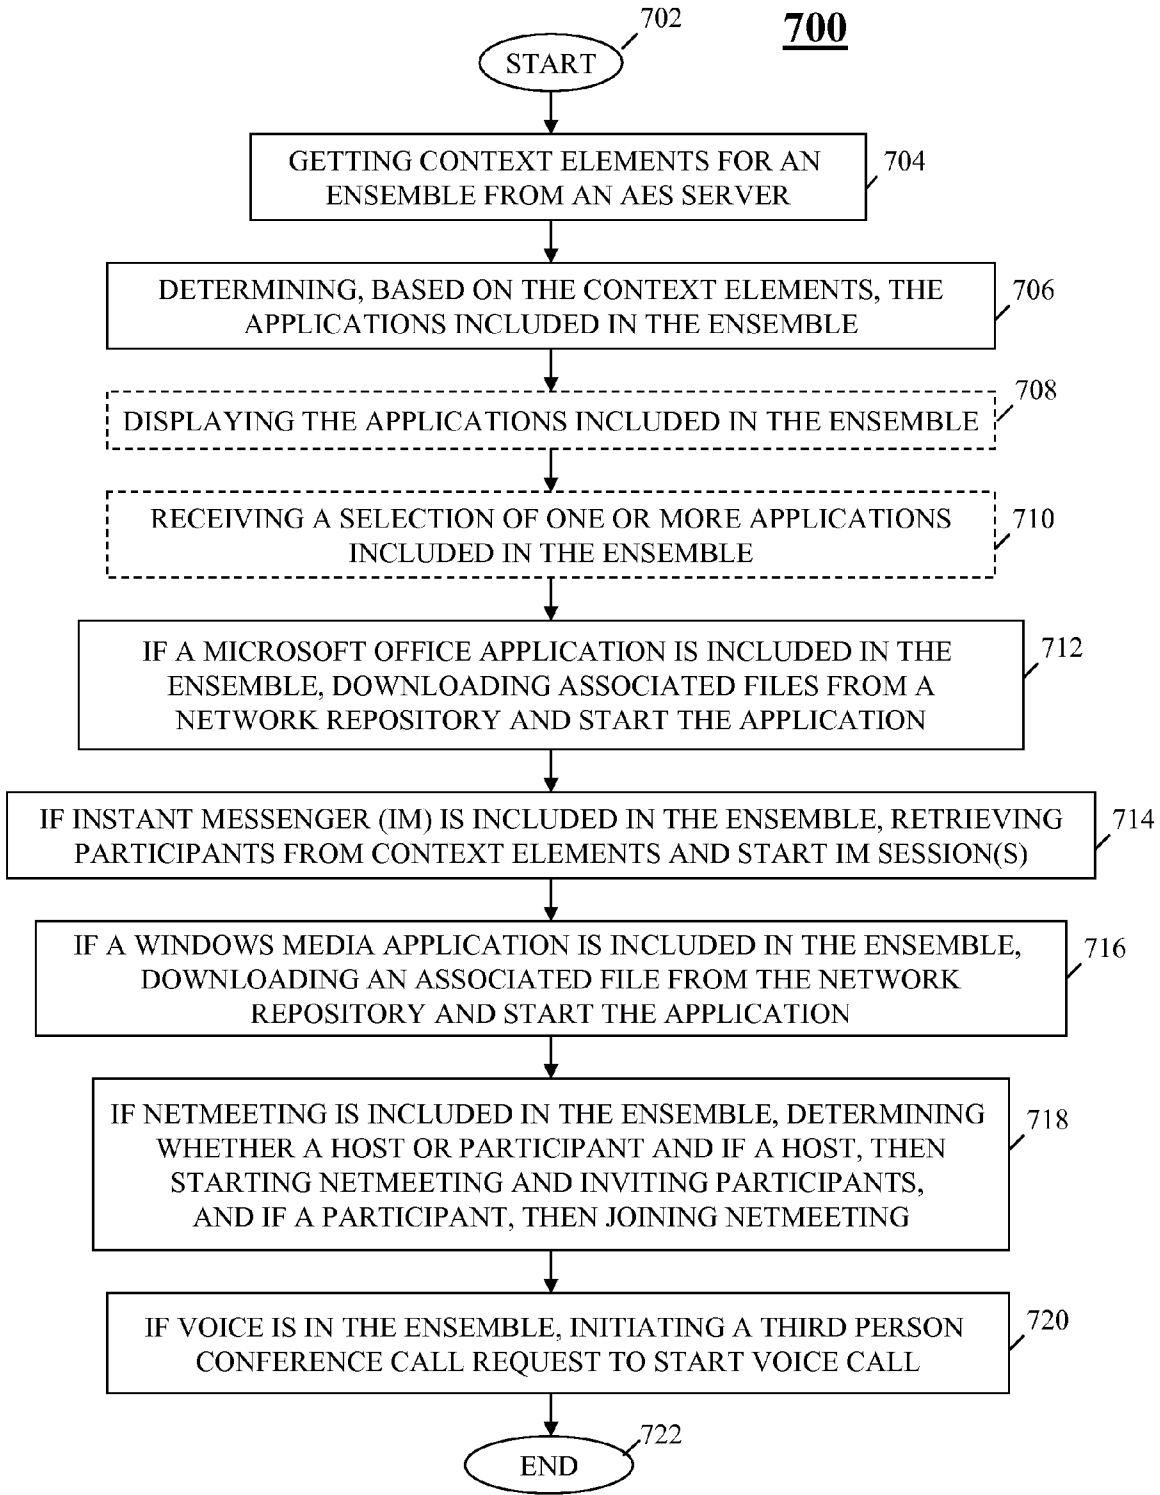 700
702
START
704
GETTING CONTEXT ELEMENTS FOR AN
ENSEMBLE FROM AN AES SERVER
706
DETERMINING, BASED ON THE CONTEXT ELEMENTS, THE
APPLICATIONS INCLUDED IN THE ENSEMBLE
708
DISPLAYING THE APPLICATIONS INCLUDED IN THE ENSEMBLE
710
RECEIVING A SELECTION OF ONE OR MORE APPLICATIONS
INCLUDED IN THE ENSEMBLE
712
IF A MICROSOFT OFFICE APPLICATION IS INCLUDED IN THE
ENSEMBLE, DOWNLOADING ASSOCIATED FILES FROM A
NETWORK REPOSITORY AND START THE APPLICATION
714
IF INSTANT MESSENGER (IM) IS INCLUDED IN THE ENSEMBLE, RETRIEVING
PARTICIPANTS FROM CONTEXT ELEMENTS AND START IM SESSION(S)
716
IF A WINDOWS MEDIA APPLICATION IS INCLUDED IN THE ENSEMBLE,
DOWNLOADING AN ASSOCIATED FILE FROM THE NETWORK
REPOSITORY AND START THE APPLICATION
718
IF NETMEETING IS INCLUDED IN THE ENSEMBLE, DETERMINING
WHETHER A HOST OR PARTICIPANT AND IF A HOST, THEN
STARTING NETMEETING AND INVITING PARTICIPANTS,
AND IF A PARTICIPANT, THEN JOINING NETMEETING
720
IF VOICE IS IN THE ENSEMBLE, INITIATING A THIRD PERSON
CONFERENCE CALL REQUEST TO START VOICE CALL
722
END